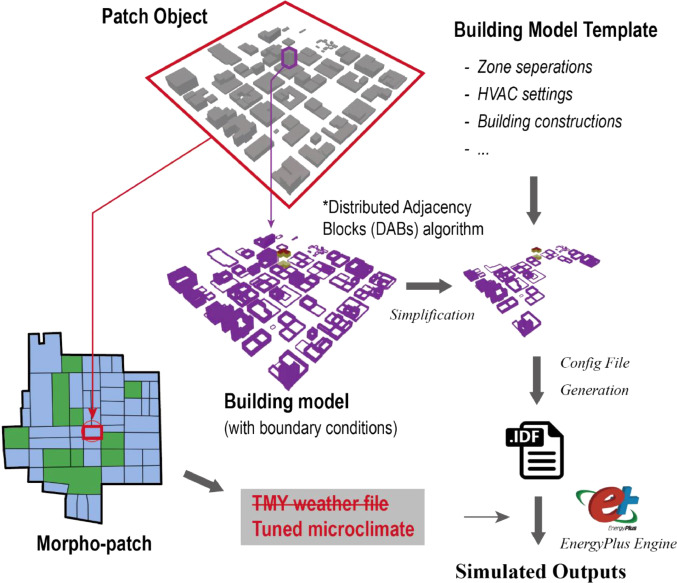 Patch Object
Building Model Template
- Zone seperations
- HVAC settings
- Building constructions
- ...
*Distributed Adjacency
Blocks (DABs) algorithm
Simplification
Building model
(with boundary conditions)
Config File
Generation
.IDF
TMY weather file
Tuned microclimate
Morpho-patch
e+
EnergyPlus
EnergyPlus Engine
Simulated Outputs